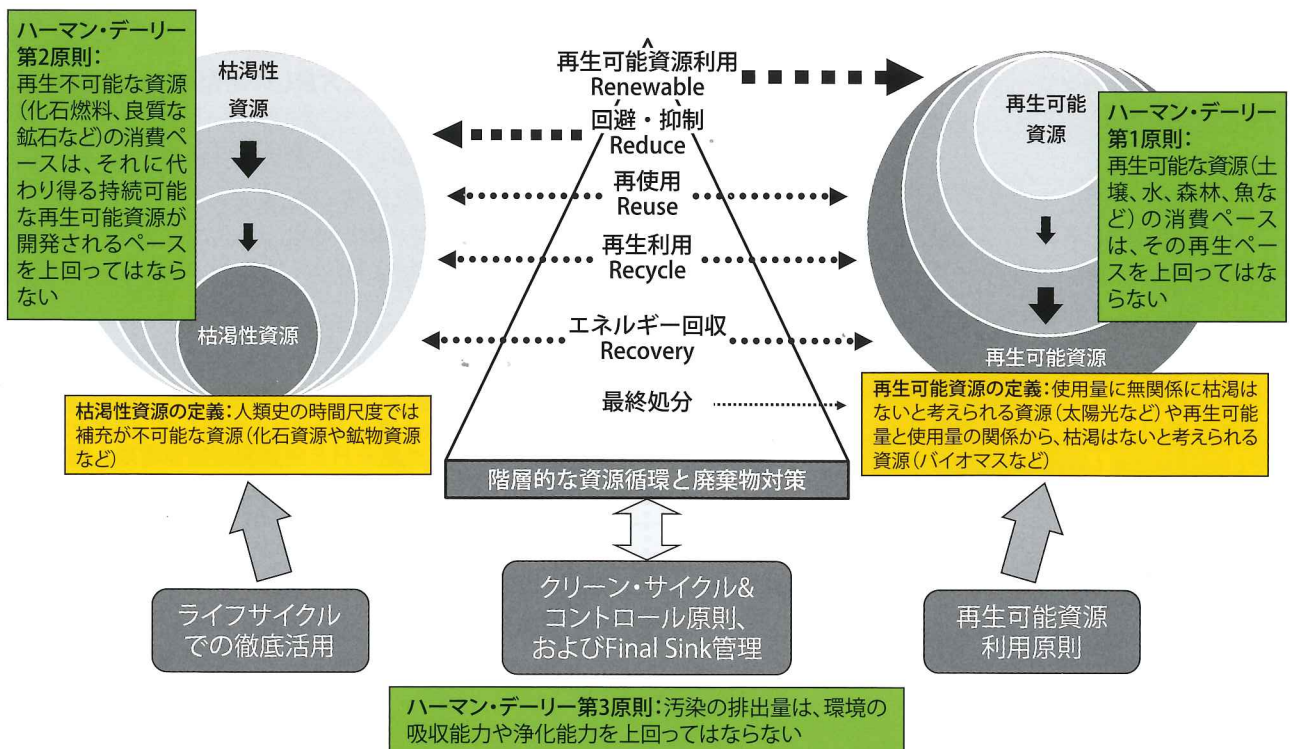 ハーマン・デーリー
第2原則：
再生不可能な資源
(化石燃料、良質な
鉱石など)の消費ペ
ースは、それに代
わり得る持続可能
な再生可能資源が
開発されるペース
を上回ってはなら
ない
枯渇性
資源
枯渇性資源
枯渇性資源の定義：人類史の時間尺度では
補充が不可能な資源(化石資源や鉱物資源
など)
再生可能資源利用
Renewable
回避・抑制
Reduce
再使用
Reuse
再生利用
Recycle
エネルギー回収
Recovery
最終処分
階層的な資源循環と廃棄物対策
再生可能
資源
再生可能資源
ハーマン・デーリー
第1原則：
再生可能な資源(土
壌、水、森林、魚な
ど)の消費ペース
は、その再生ペー
スを上回ってはな
らない
再生可能資源の定義：使用量に無関係に枯渇は
ないと考えられる資源(太陽光など)や再生可能
量と使用量の関係から、枯渇はないと考えられる
資源(バイオマスなど)
ライフサイクル
での徹底活用
クリーン・サイクル&
コントロール原則、
およびFinal Sink管理
再生可能資源
利用原則
ハーマン・デーリー第3原則：汚染の排出量は、環境の
吸収能力や浄化能力を上回ってはならない